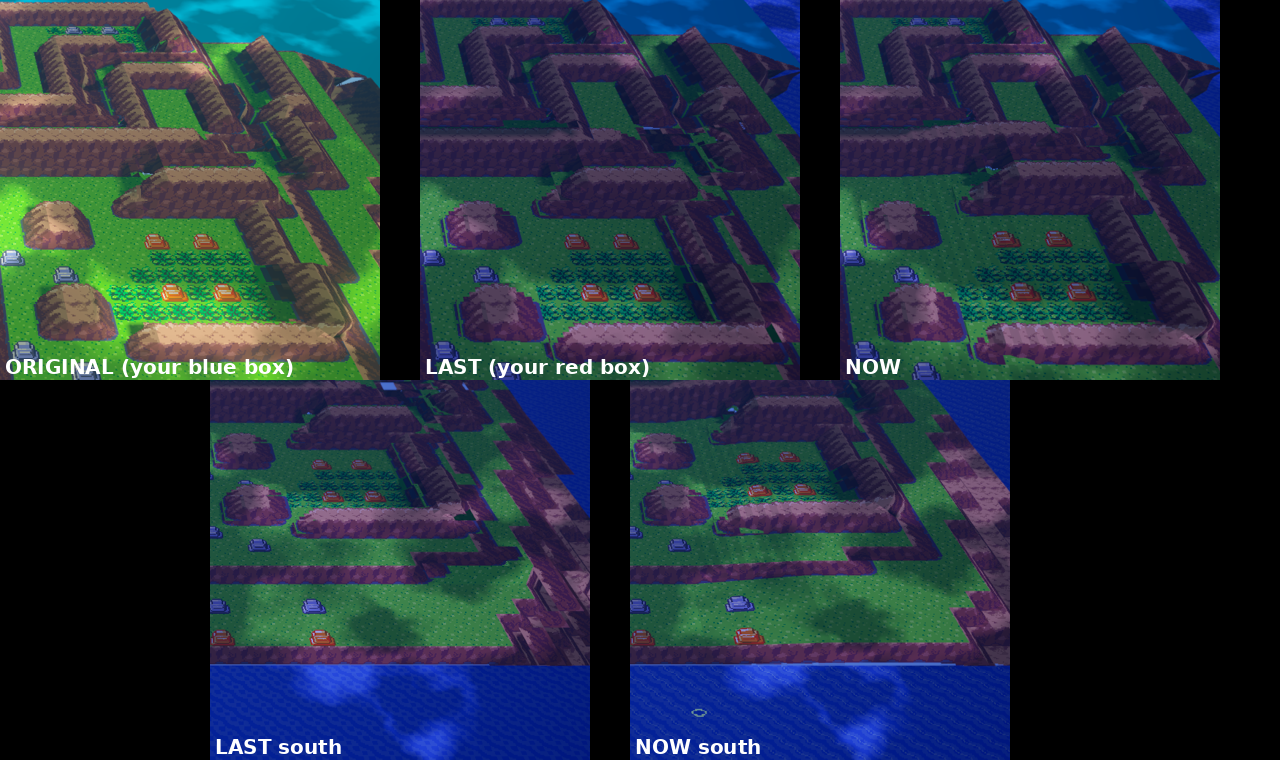 ORIGINAL (your blue box)
LAST (your red box)
NOW
LAST south
NOW south